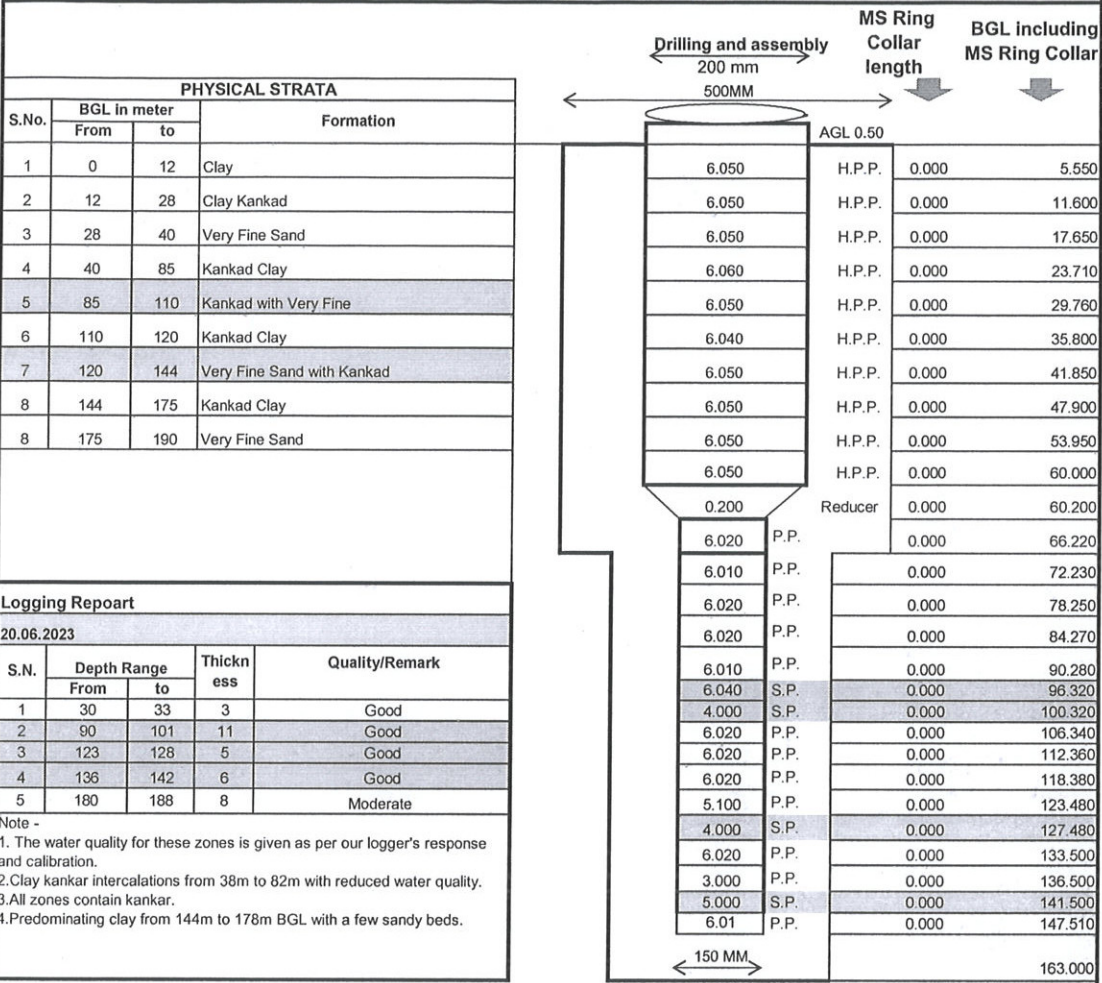 PHYSICAL STRATA
S.No. BGL in meter Formation
From to
1 0 12 Clay
2 12 28 Clay Kankad
3 28 40 Very Fine Sand
4 40 85 Kankad Clay
5 85 110 Kankad with Very Fine
6 110 120 Kankad Clay
7 120 144 Very Fine Sand with Kankad
8 144 175 Kankad Clay
8 175 190 Very Fine Sand
Logging Repoart
20.06.2023
S.N. Depth Range Thickn ess Quality/Remark
From to
1 30 33 3 Good
2 90 101 11 Good
3 123 128 5 Good
4 136 142 6 Good
5 180 188 8 Moderate
Note -
1. The water quality for these zones is given as per our logger's response
and calibration.
2.Clay kankar intercalations from 38m to 82m with reduced water quality.
3.All zones contain kankar.
4.Predominating clay from 144m to 178m BGL with a few sandy beds.
Drilling and assembly
200 mm
500MM
MS Ring
Collar
length
BGL including
MS Ring Collar
AGL 0.50
6.050 H.P.P. 0.000 5.550
6.050 H.P.P. 0.000 11.600
6.050 H.P.P. 0.000 17.650
6.060 H.P.P. 0.000 23.710
6.050 H.P.P. 0.000 29.760
6.040 H.P.P. 0.000 35.800
6.050 H.P.P. 0.000 41.850
6.050 H.P.P. 0.000 47.900
6.050 H.P.P. 0.000 53.950
6.050 H.P.P. 0.000 60.000
0.200 Reducer 0.000 60.200
6.020 P.P. 0.000 66.220
6.010 P.P. 0.000 72.230
6.020 P.P. 0.000 78.250
6.020 P.P. 0.000 84.270
6.010 P.P. 0.000 90.280
6.040 S.P. 0.000 96.320
4.000 S.P. 0.000 100.320
6.020 P.P. 0.000 106.340
6.020 P.P. 0.000 112.360
6.020 P.P. 0.000 118.380
5.100 P.P. 0.000 123.480
4.000 S.P. 0.000 127.480
6.020 P.P. 0.000 133.500
3.000 P.P. 0.000 136.500
5.000 S.P. 0.000 141.500
6.01 P.P. 0.000 147.510
150 MM
163.000